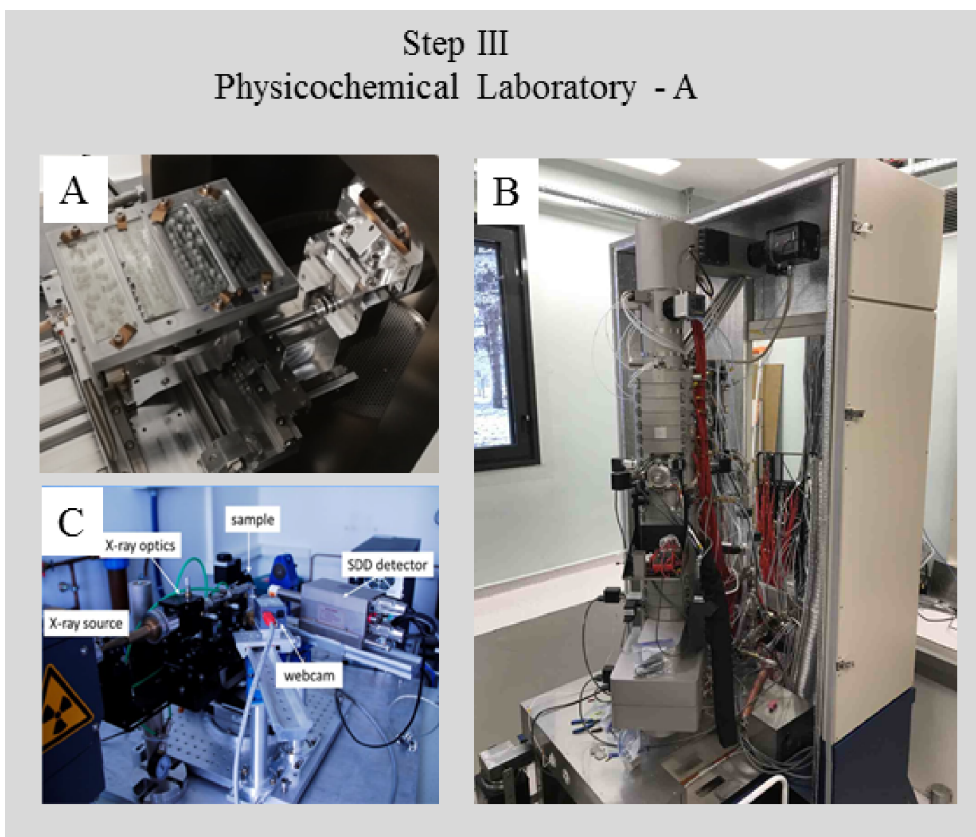 Step III
Physicochemical Laboratory - A
A
B
C
sample
X-ray optics
SDD detector
X-ray source
webcam